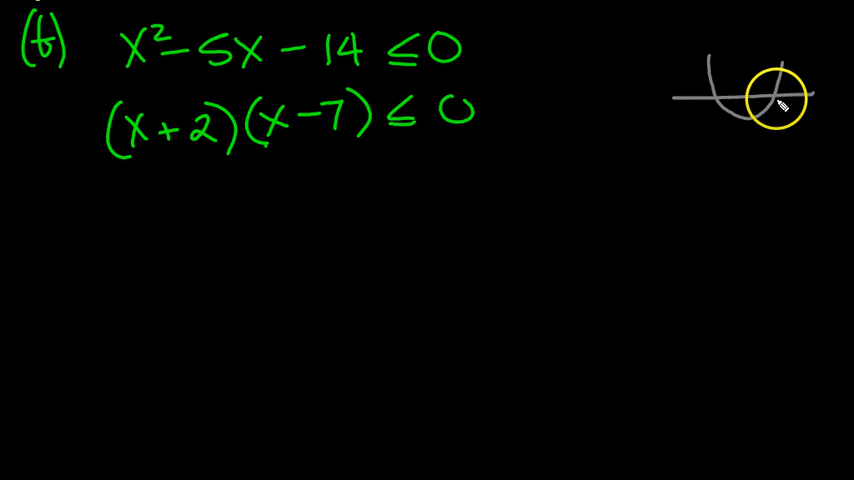 (b) x² - 5x - 14 ≤ 0
(x + 2)(x - 7) ≤ 0